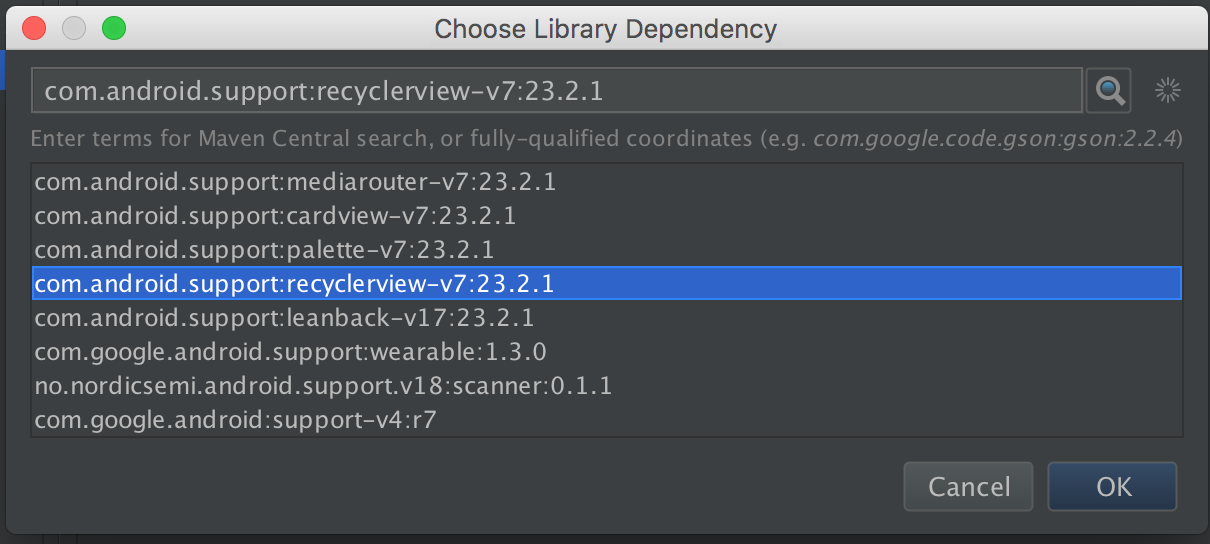 Choose Library Dependency
com.android.support:recyclerview-v7:23.2.1
Enter terms for Maven Central search, or fully-qualified coordinates (e.g. com.google.code.gson:gson:2.2.4)
com.android.support:mediarouter-v7:23.2.1
com.android.support:cardview-v7:23.2.1
com.android.support:palette-v7:23.2.1
com.android.support:recyclerview-v7:23.2.1
com.android.support:leanback-v17:23.2.1
com.google.android.support:wearable:1.3.0
no.nordicsemi.android.support.v18:scanner:0.1.1
com.google.android:support-v4:r7
Cancel OK